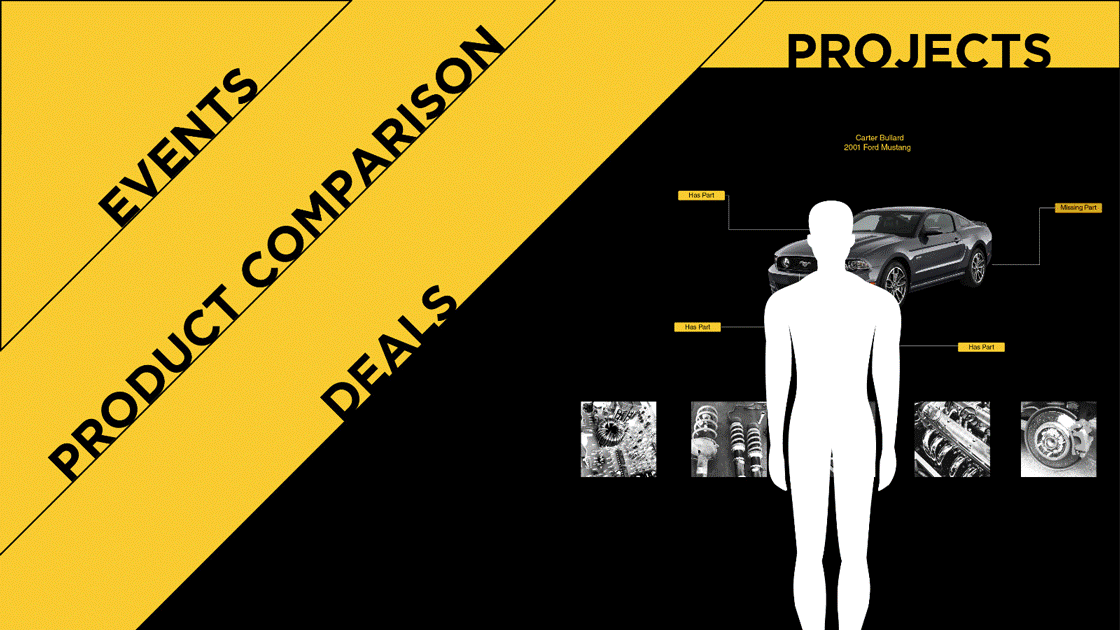 EVENTS
PRODUCT COMPARISON
DEALS
PROJECTS
Carter Bullard
2001 Ford Mustang
Has Part
Missing Part
Has Part
Has Part